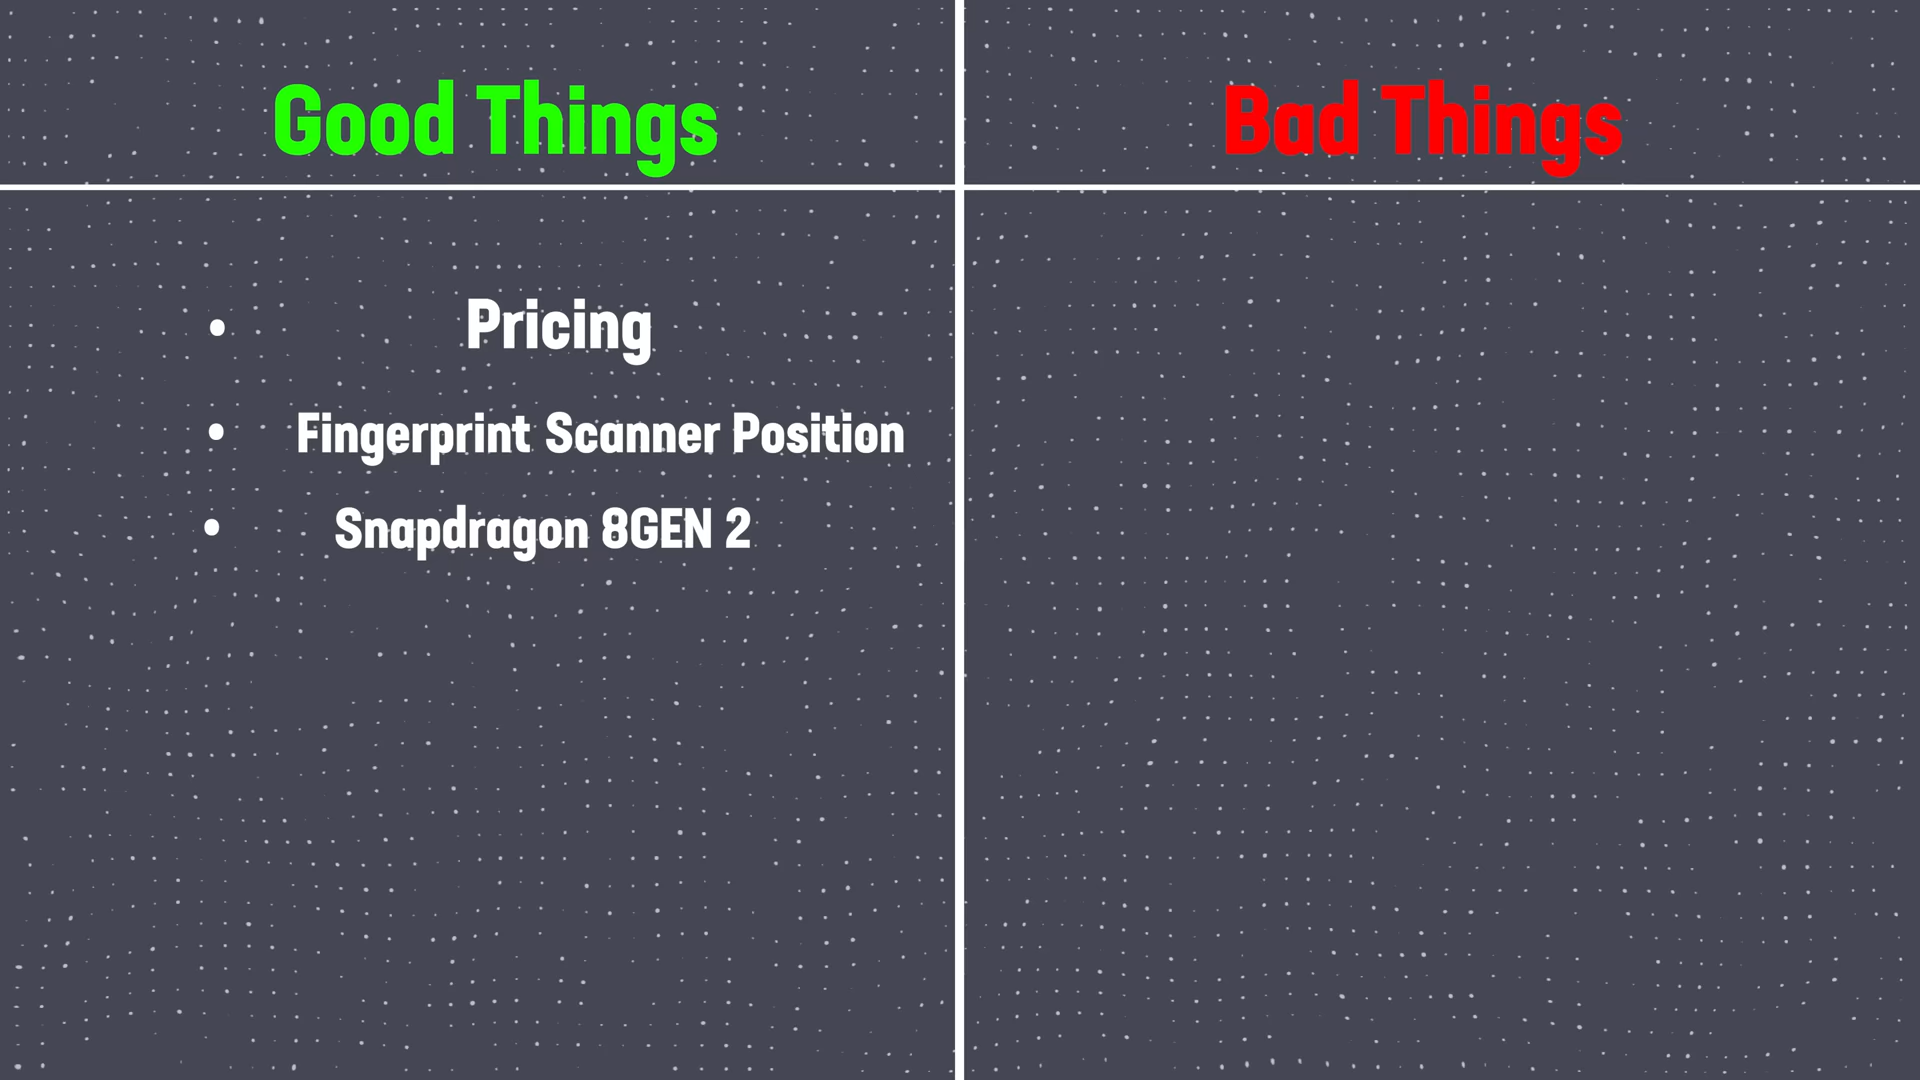 Good Things
Bad Things
• Pricing
• Fingerprint Scanner Position
• Snapdragon 8GEN 2